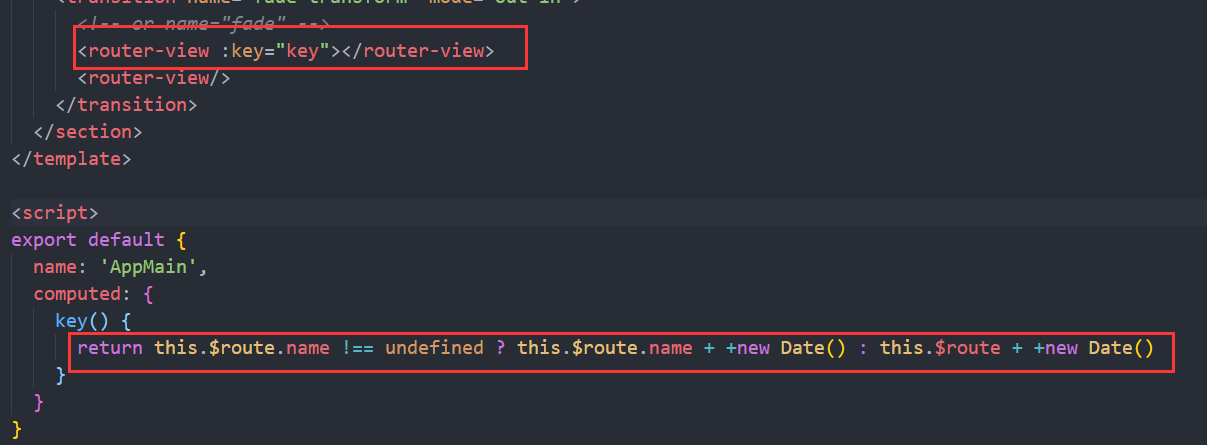 <transition name="fade-transform" mode="out-in">
<!-- or name="fade" -->
<router-view :key="key"></router-view>
<router-view/>
</transition>
</section>
</template>
<script>
export default {
name: 'AppMain',
computed: {
key() {
return this.$route.name !== undefined ? this.$route.name + +new Date() : this.$route + +new Date()
}
}
}